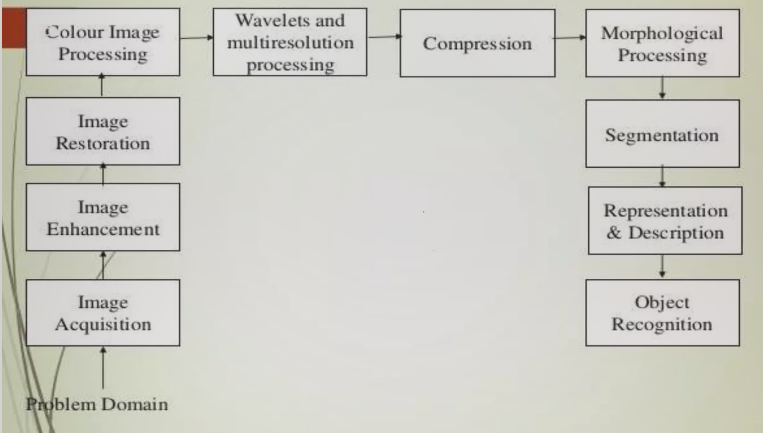 Colour Image
Processing
Wavelets and
multiresolution
processing
Compression
Morphological
Processing
Image
Restoration
Segmentation
Image
Enhancement
Representation
& Description
Image
Acquisition
Object
Recognition
Problem Domain